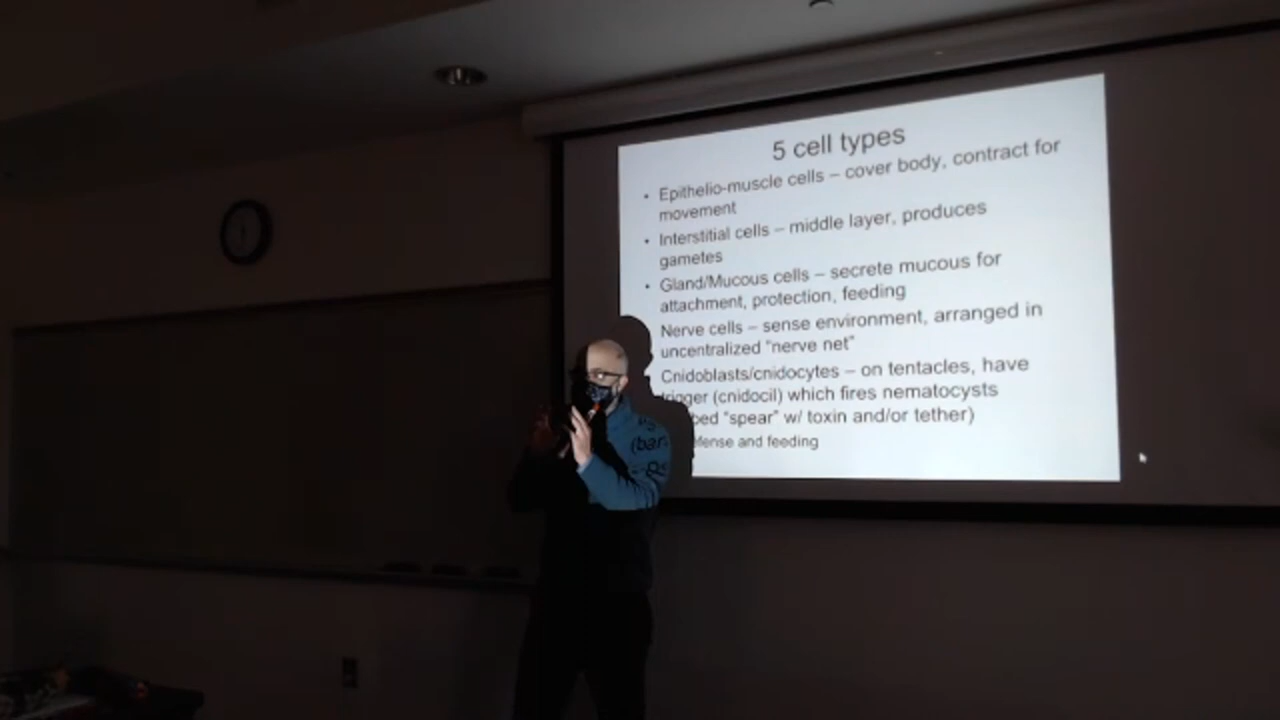 5 cell types
• Epithelio-muscle cells – cover body, contract for
movement
• Interstitial cells – middle layer, produces
gametes
• Gland/Mucous cells – secrete mucous for
attachment, protection, feeding
Nerve cells – sense environment, arranged in
uncentralized “nerve net”
Cnidoblasts/cnidocytes – on tentacles, have
trigger (cnidocil) which fires nematocysts
“spear” w/ toxin and/or tether)
and feeding
(bar